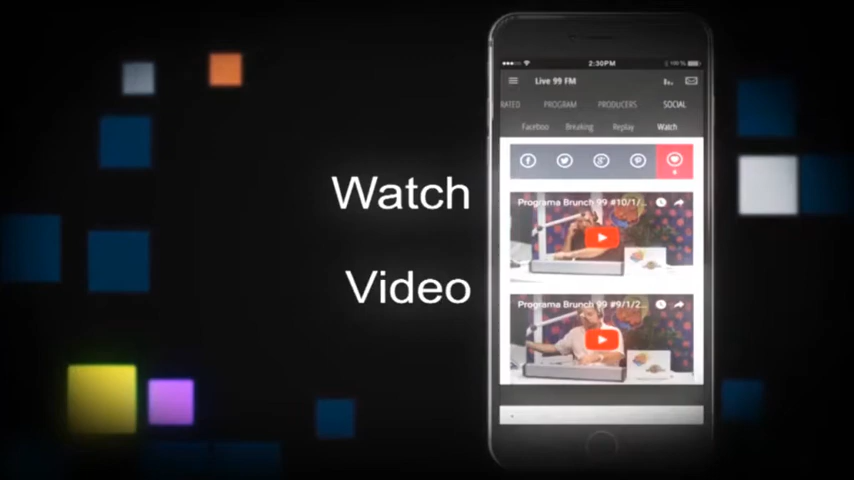 Watch
Video
2:30PM
100 %
Live 99 FM
RATED PROGRAM PRODUCERS SOCIAL
Faceboo Breaking Replay Watch
Programa Brunch 99 #10/1/...
Programa Brunch 99 #9/1/2...